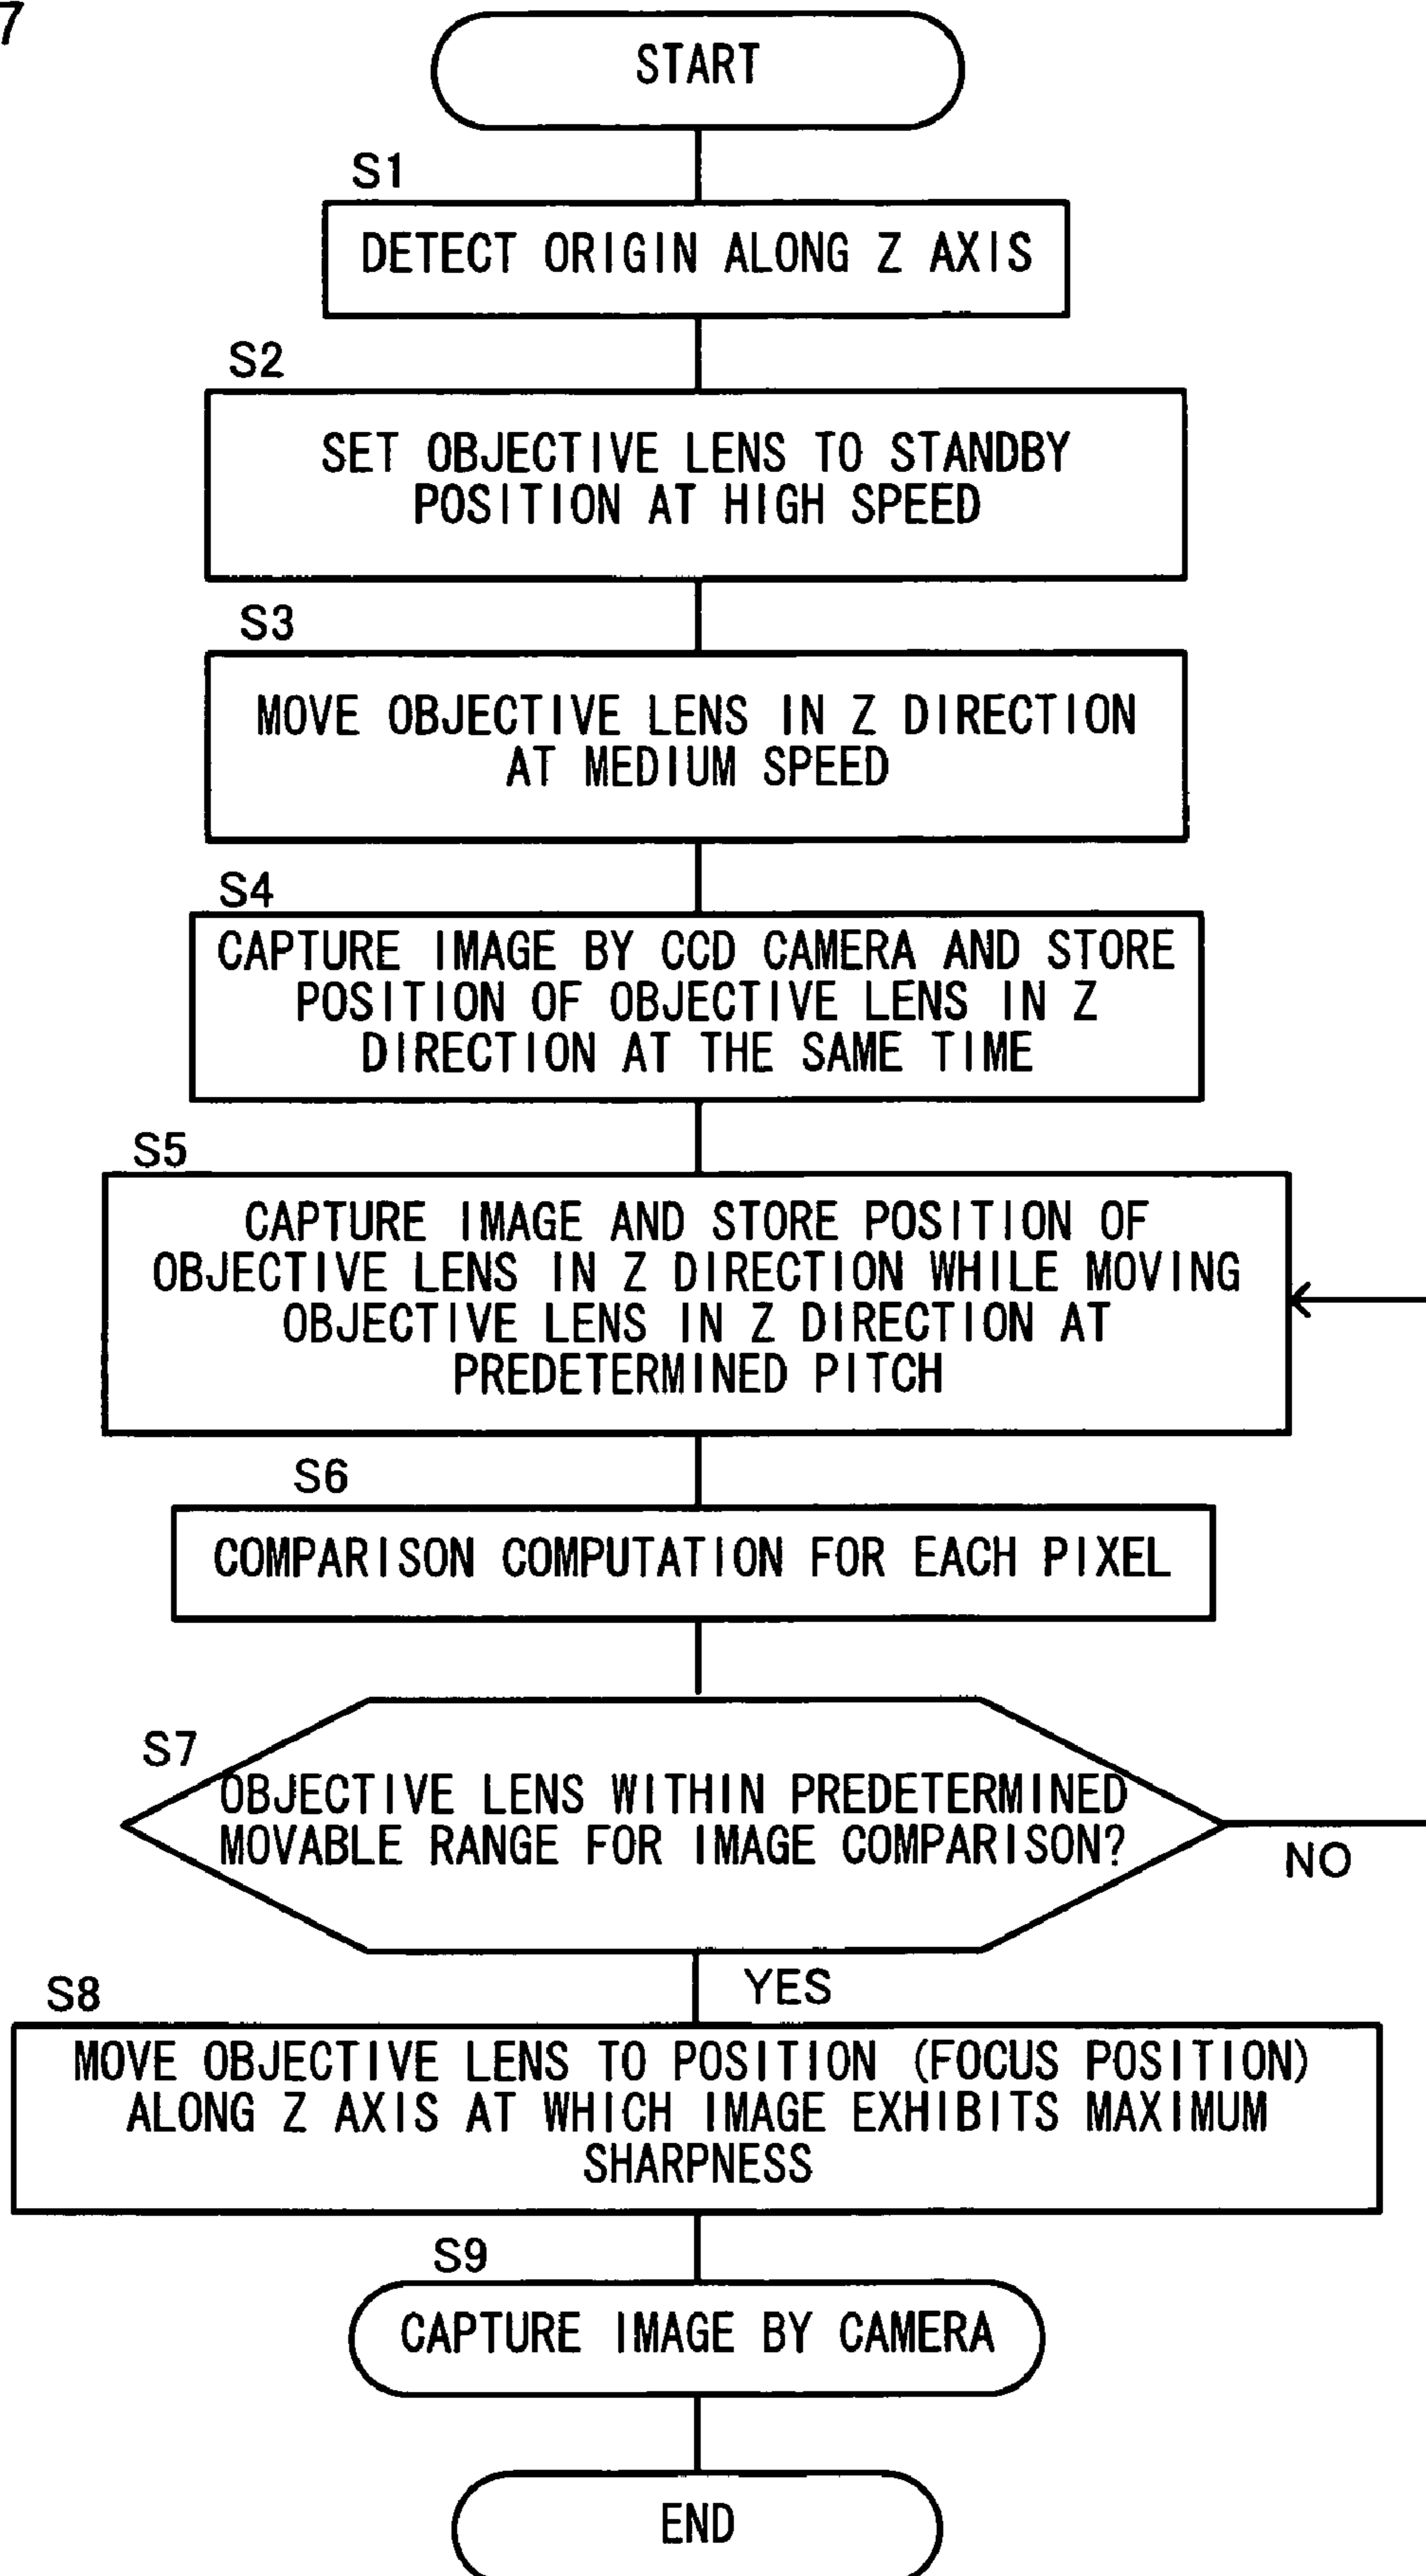 7
START
S1
DETECT ORIGIN ALONG Z AXIS
S2
SET OBJECTIVE LENS TO STANDBY
POSITION AT HIGH SPEED
S3
MOVE OBJECTIVE LENS IN Z DIRECTION
AT MEDIUM SPEED
S4
CAPTURE IMAGE BY CCD CAMERA AND STORE
POSITION OF OBJECTIVE LENS IN Z
DIRECTION AT THE SAME TIME
S5
CAPTURE IMAGE AND STORE POSITION OF
OBJECTIVE LENS IN Z DIRECTION WHILE MOVING
OBJECTIVE LENS IN Z DIRECTION AT
PREDETERMINED PITCH
S6
COMPARISON COMPUTATION FOR EACH PIXEL
S7
OBJECTIVE LENS WITHIN PREDETERMINED
MOVABLE RANGE FOR IMAGE COMPARISON?
NO
YES
S8
MOVE OBJECTIVE LENS TO POSITION (FOCUS POSITION)
ALONG Z AXIS AT WHICH IMAGE EXHIBITS MAXIMUM
SHARPNESS
S9
CAPTURE IMAGE BY CAMERA
END